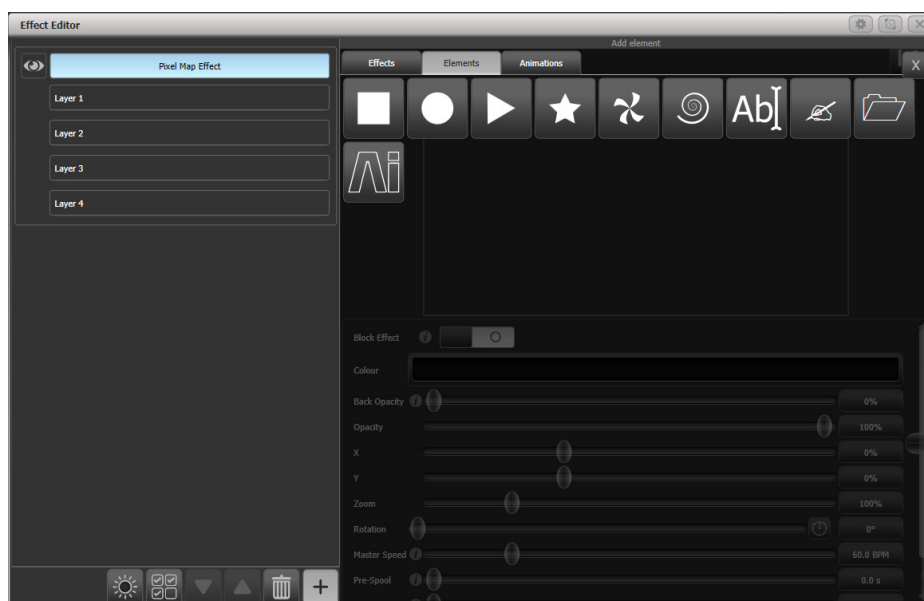 Effect Editor
Add element
Pixel Map Effect
Layer 1
Layer 2
Layer 3
Layer 4
Effects Elements Animations X
Ab
Ai
Block Effect i O
Colour
Back Opacity i 0%
Opacity 100%
X 0%
Y 0%
Zoom 100%
Rotation 0°
Master Speed i 60.0 BPM
Pre-Spool i 0.0 s